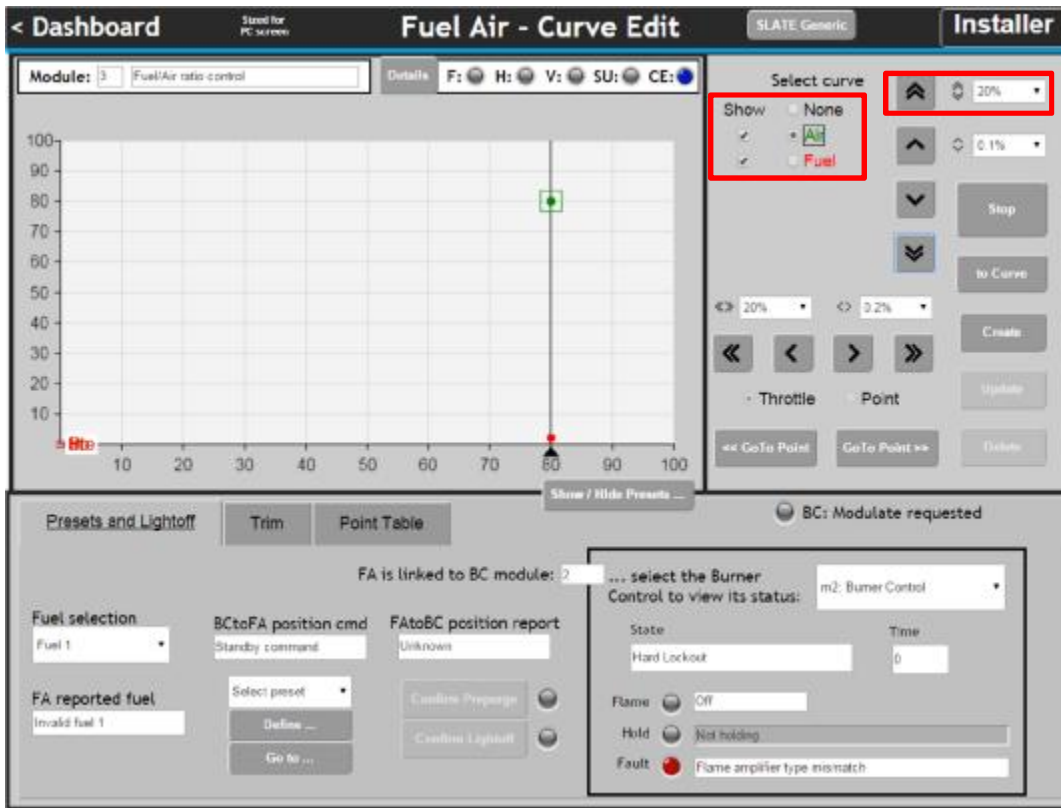 < Dashboard
Sized for
PC screen
Fuel Air - Curve Edit
SLATE Generic
Installer
Module: 3 Fuel/Air ratio control
Details
F: H: V: SU: CE:
Select curve
Show None
Air
Fuel
20%
0.1%
Stop
to Curve
20%
0.2%
Create
Update
Throttle Point
<< GoTo Point
GoTo Point >>
Delete
100
90
80
70
60
50
40
30
20
10
10 20 30 40 50 60 70 80 90 100
Show / Hide Presets ...
Presets and Lightoff
Trim
Point Table
BC: Modulate requested
FA is linked to BC module: 2
... select the Burner
Control to view its status:
m2: Burner Control
Fuel selection
Fuel 1
BCtoFA position cmd
Standby command
FAtoBC position report
Unknown
State
Hard Lockout
Time
0
FA reported fuel
Invalid fuel 1
Select preset
Define ...
Go to ...
Confirm Prepurge
Confirm Lightoff
Flame Off
Hold Not holding
Fault Flame amplifier type mismatch